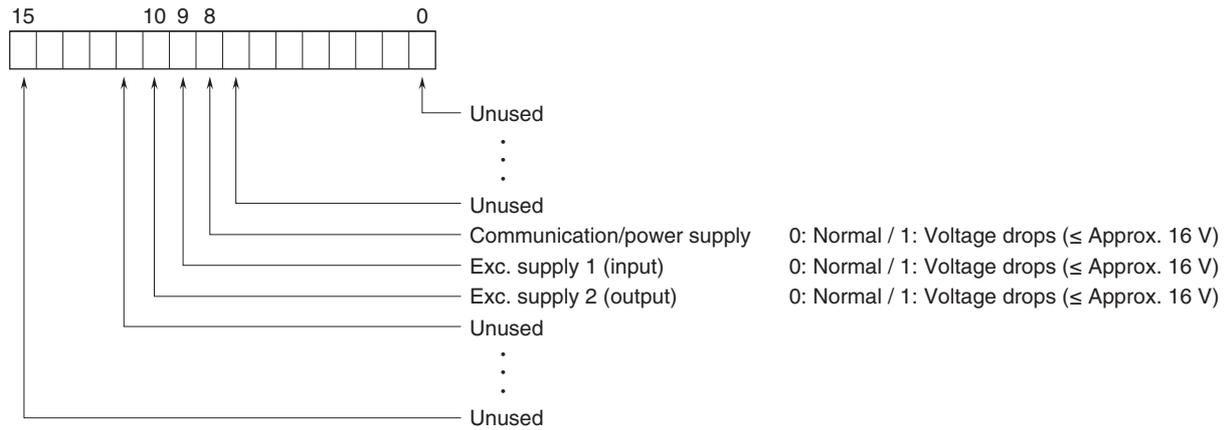 15 10 9 8 0
Unused
Unused
Communication/power supply 0: Normal / 1: Voltage drops (≤ Approx. 16 V)
Exc. supply 1 (input) 0: Normal / 1: Voltage drops (≤ Approx. 16 V)
Exc. supply 2 (output) 0: Normal / 1: Voltage drops (≤ Approx. 16 V)
Unused
Unused